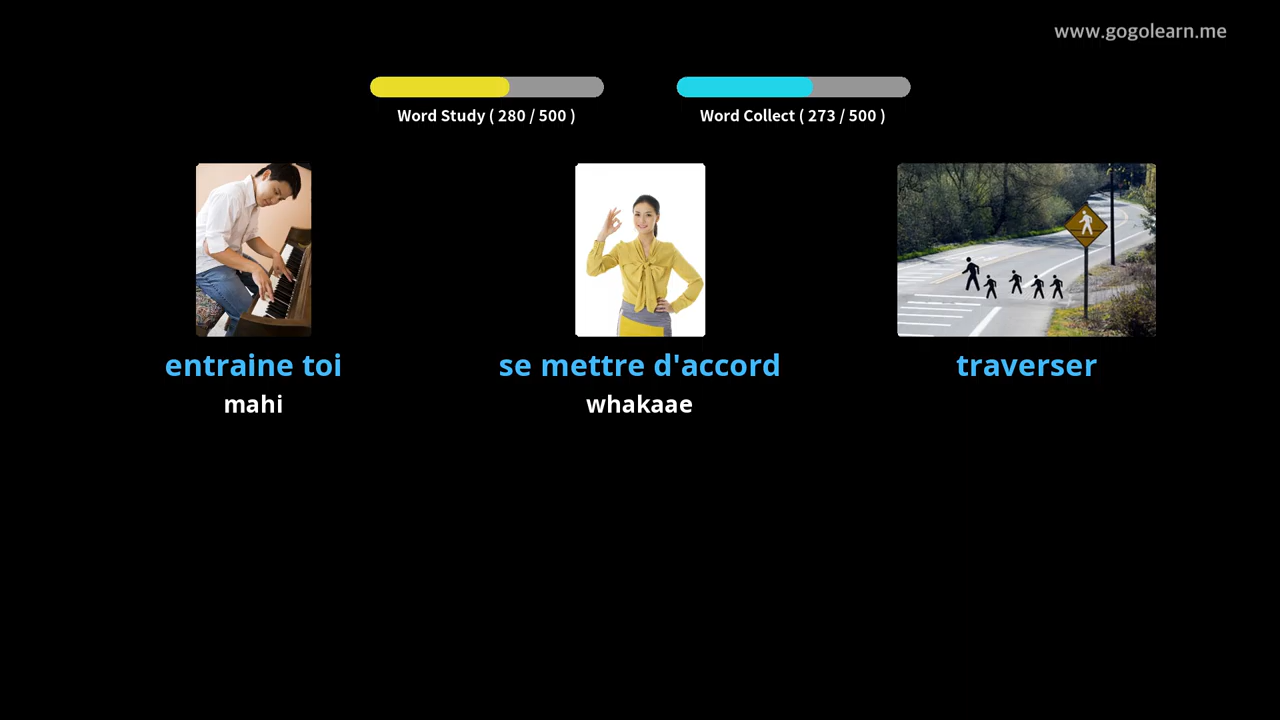 www.gogolearn.me
Word Study ( 280 / 500 )
Word Collect ( 273 / 500 )
entraine toi
se mettre d'accord
traverser
mahi
whakaae